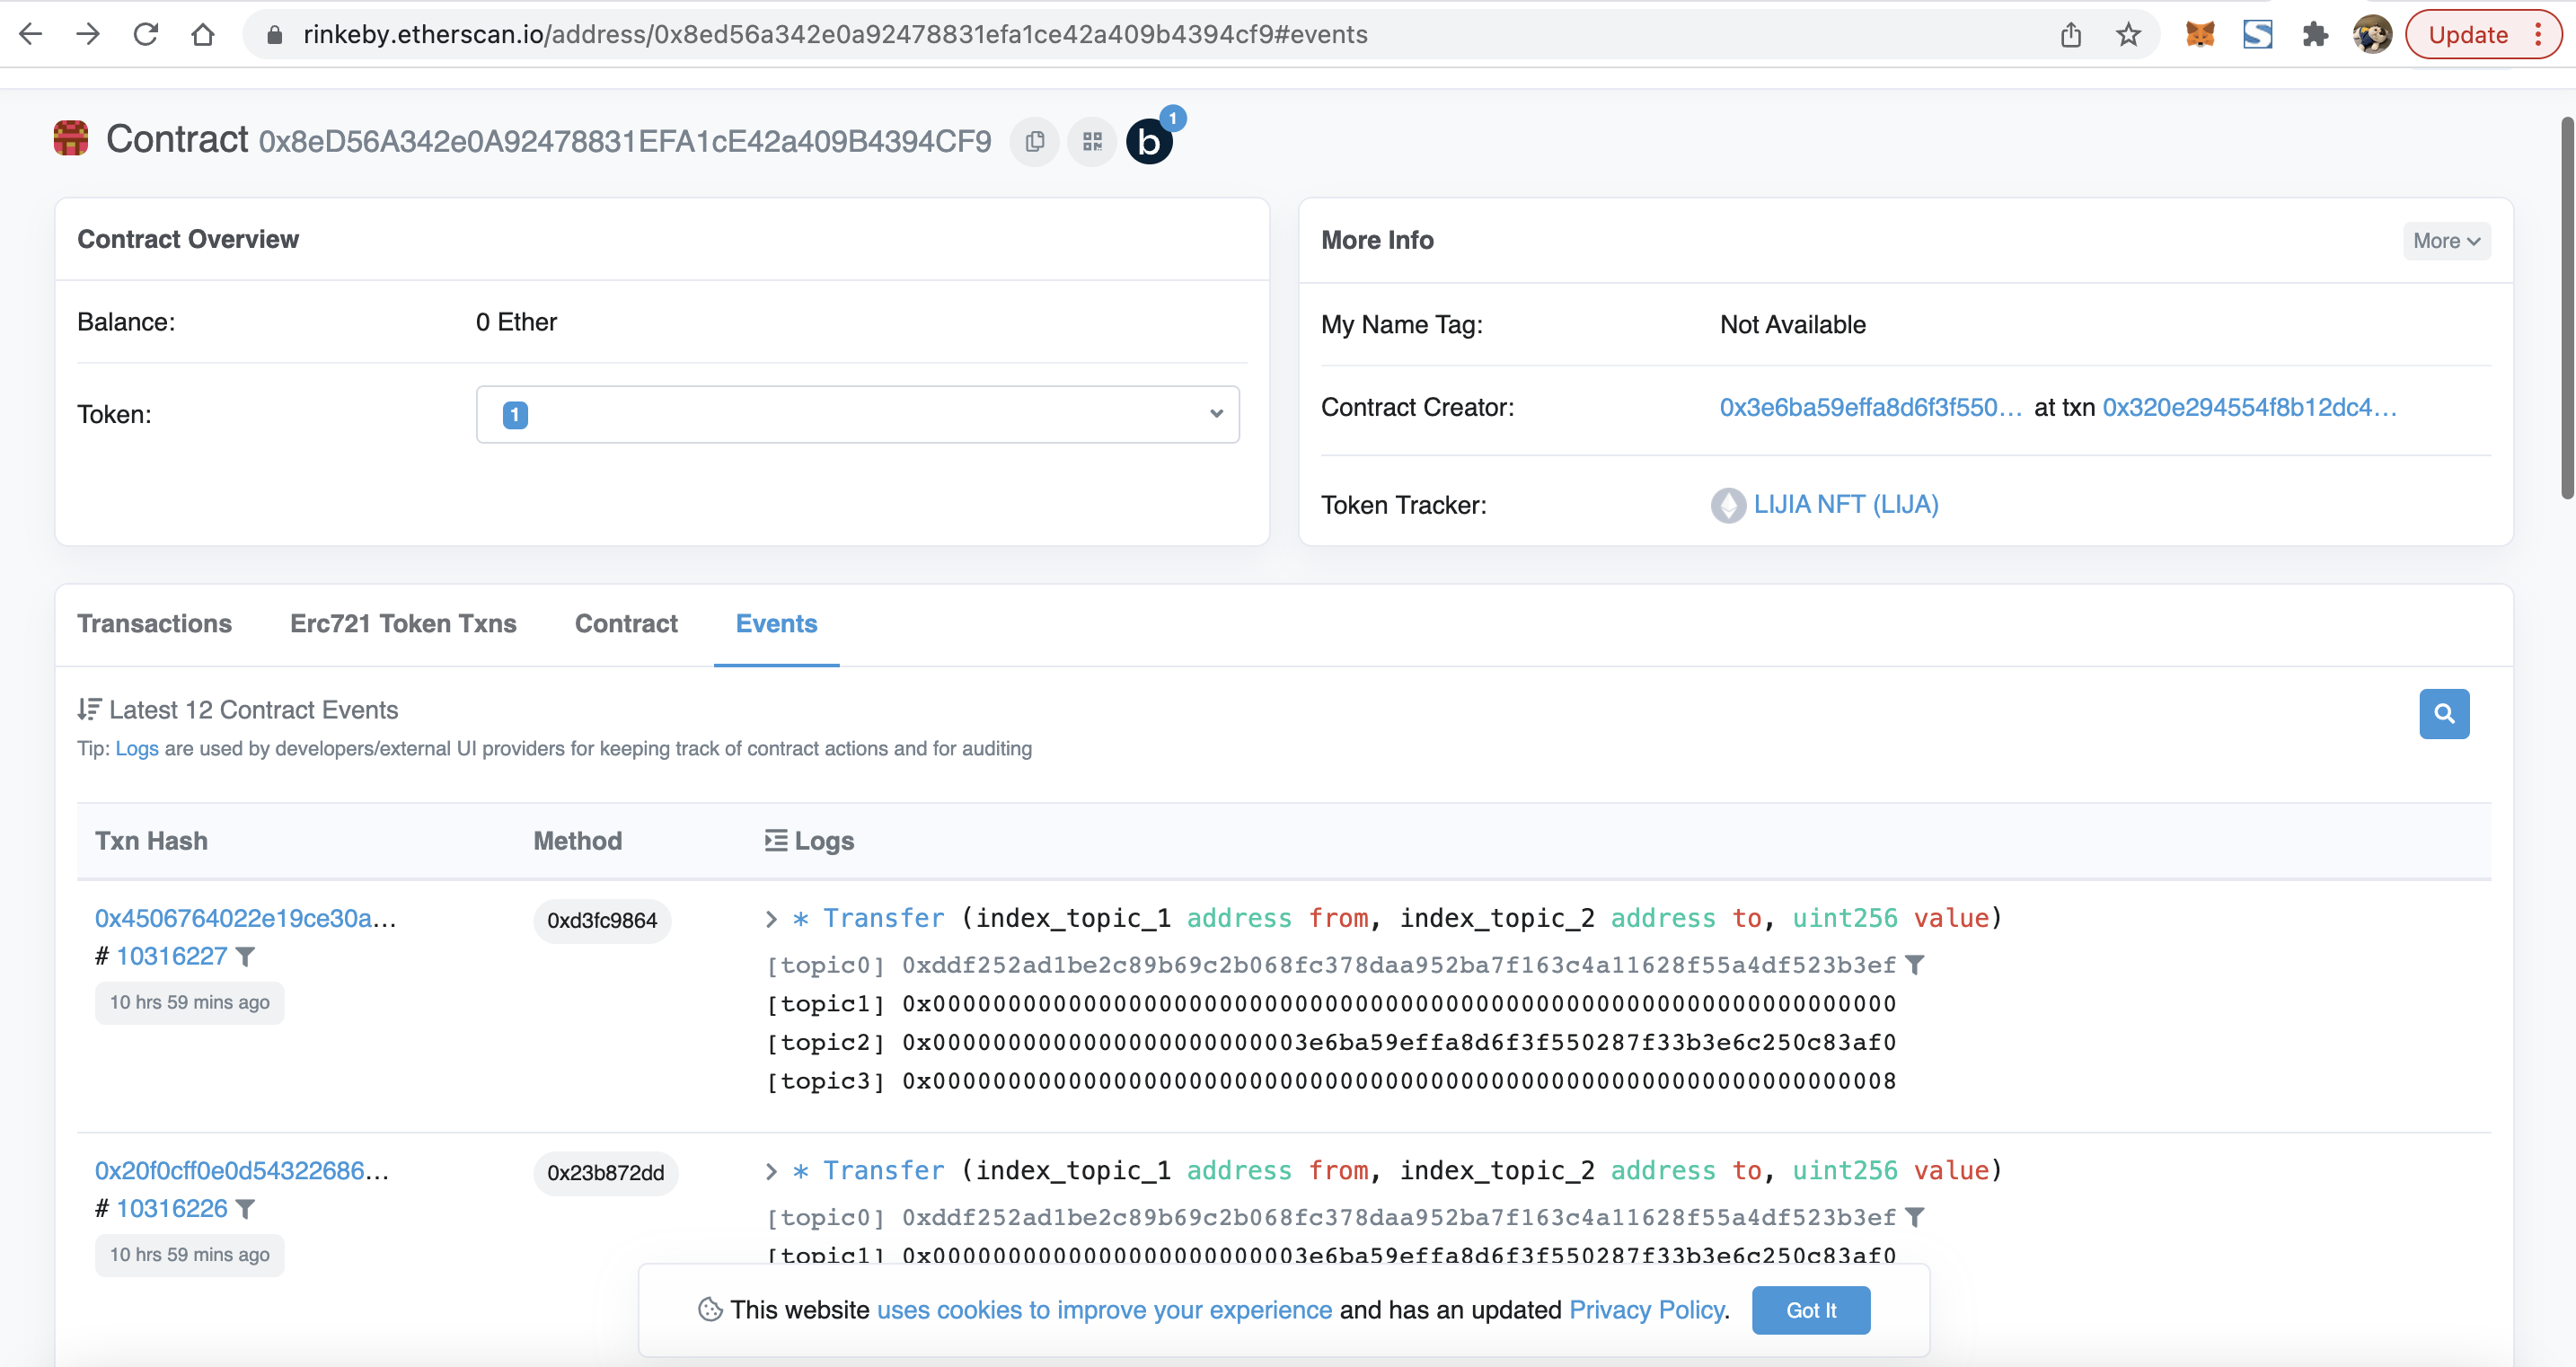 rinkeby.etherscan.io/address/0x8ed56a342e0a92478831efa1ce42a409b4394cf9#events
Update
Contract 0x8eD56A342e0A92478831EFA1cE42a409B4394CF9
b
1
Contract Overview
Balance: 0 Ether
Token: 1
More Info
More
My Name Tag: Not Available
Contract Creator: 0x3e6ba59effa8d6f3f550... at txn 0x320e294554f8b12dc4...
Token Tracker: LIJIA NFT (LIJA)
Transactions Erc721 Token Txns Contract Events
Latest 12 Contract Events
Tip: Logs are used by developers/external UI providers for keeping track of contract actions and for auditing
Txn Hash Method Logs
0x4506764022e19ce30a... 0xd3fc9864 > * Transfer (index_topic_1 address from, index_topic_2 address to, uint256 value)
# 10316227
10 hrs 59 mins ago
[topic0] 0xddf252ad1be2c89b69c2b068fc378daa952ba7f163c4a11628f55a4df523b3ef
[topic1] 0x0000000000000000000000000000000000000000000000000000000000000000
[topic2] 0x0000000000000000000000003e6ba59effa8d6f3f550287f33b3e6c250c83af0
[topic3] 0x0000000000000000000000000000000000000000000000000000000000000008
0x20f0cff0e0d54322686... 0x23b872dd > * Transfer (index_topic_1 address from, index_topic_2 address to, uint256 value)
# 10316226
10 hrs 59 mins ago
[topic0] 0xddf252ad1be2c89b69c2b068fc378daa952ba7f163c4a11628f55a4df523b3ef
[topic1] 0x0000000000000000000000003e6ba59effa8d6f3f550287f33b3e6c250c83af0
This website uses cookies to improve your experience and has an updated Privacy Policy. Got It